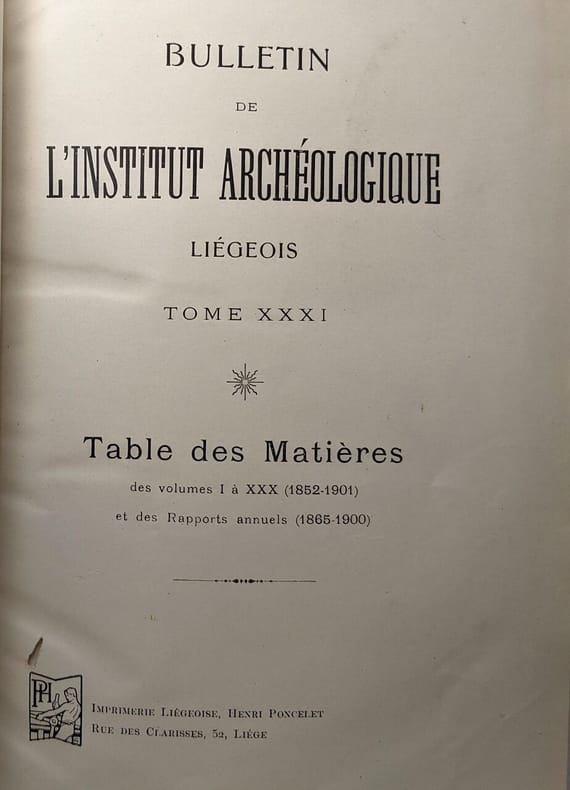 BULLETIN
DE
L'INSTITUT ARCHÉOLOGIQUE
LIÉGEOIS
TOME XXXI
Table des Matières
des volumes I à XXX (1852-1901)
et des Rapports annuels (1865-1900)
PH
IMPRIMERIE LIÉGEOISE, HENRI PONCELET
RUE DES CLARISSES, 52, LIÉGE